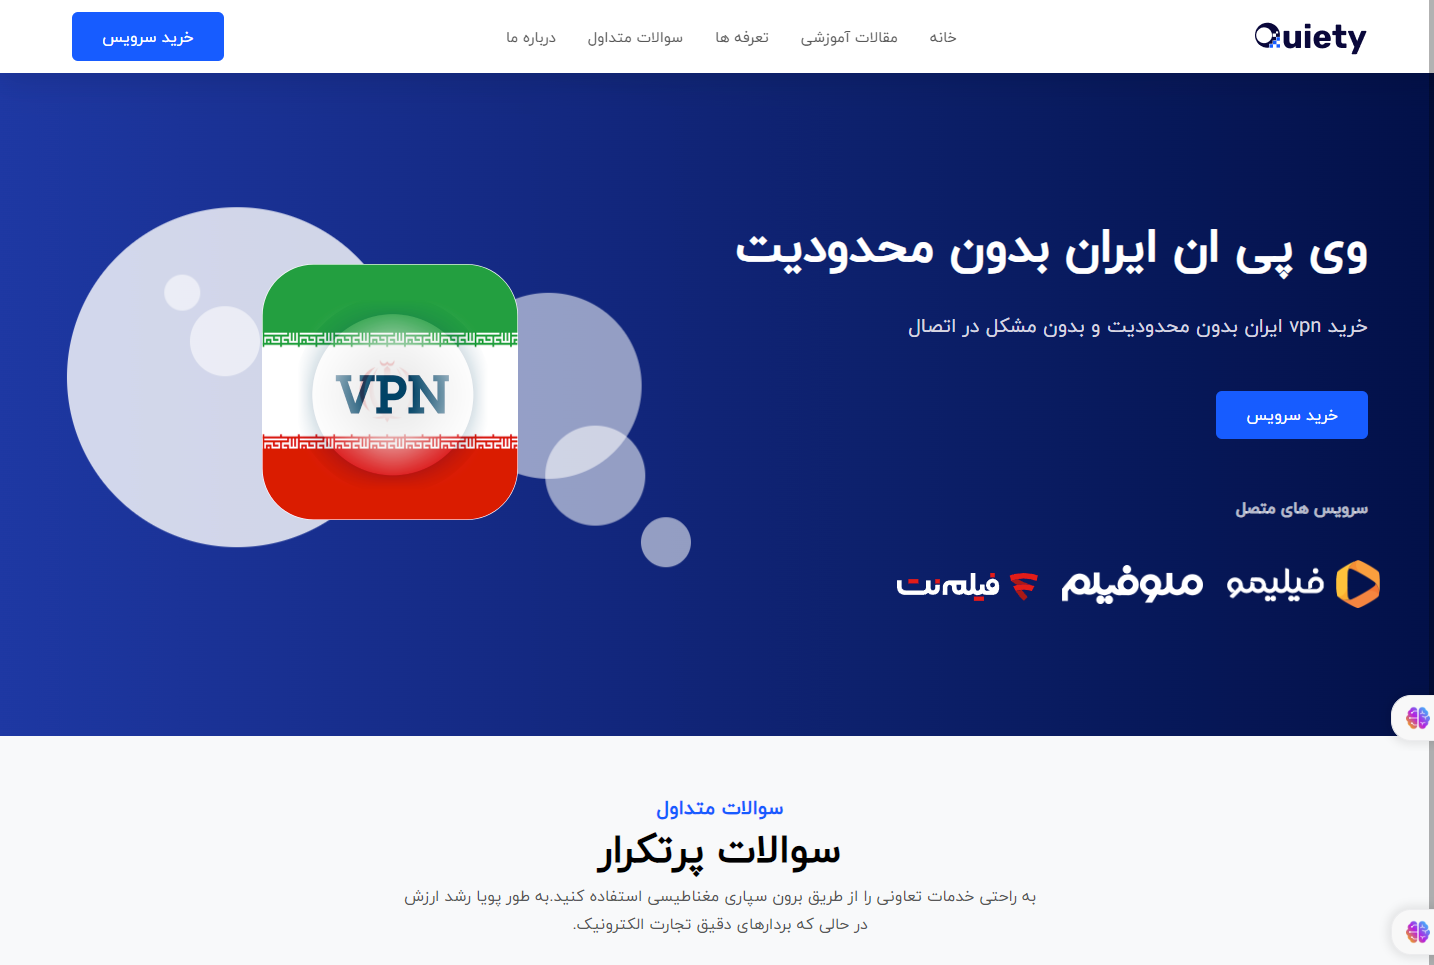 Quiety
خانه
مقالات آموزشی
تعرفه ها
سوالات متداول
درباره ما
خرید سرویس
وی پی ان ایران بدون محدودیت
خرید vpn ایران بدون محدودیت و بدون مشکل در اتصال
خرید سرویس
سرویس های متصل
فیلیمو
ملوفیلم
فیلم‌نت
VPN
سوالات متداول
سوالات پرتکرار
به راحتی خدمات تعاونی را از طریق برون سپاری مغناطیسی استفاده کنید.به طور پویا رشد ارزش
در حالی که بردارهای دقیق تجارت الکترونیک.